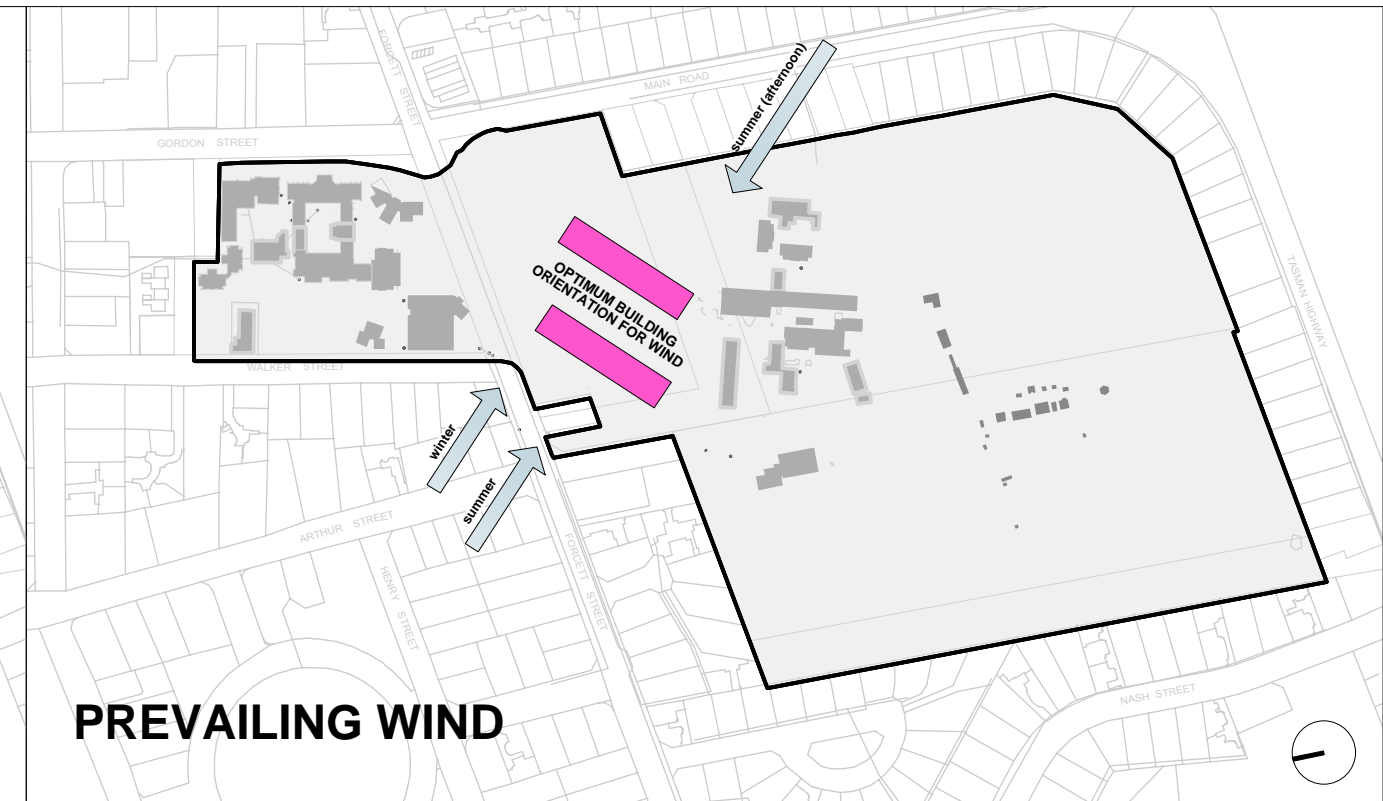 FORCETT STREET
MAIN ROAD
summer (afternoon)
GORDON STREET
TASMAN HIGHWAY
OPTIMUM BUILDING
ORIENTATION FOR WIND
WALKER STREET
winter
summer
ARTHUR STREET
HENRY STREET
FORCETT STREET
NASH STREET
PREVAILING WIND